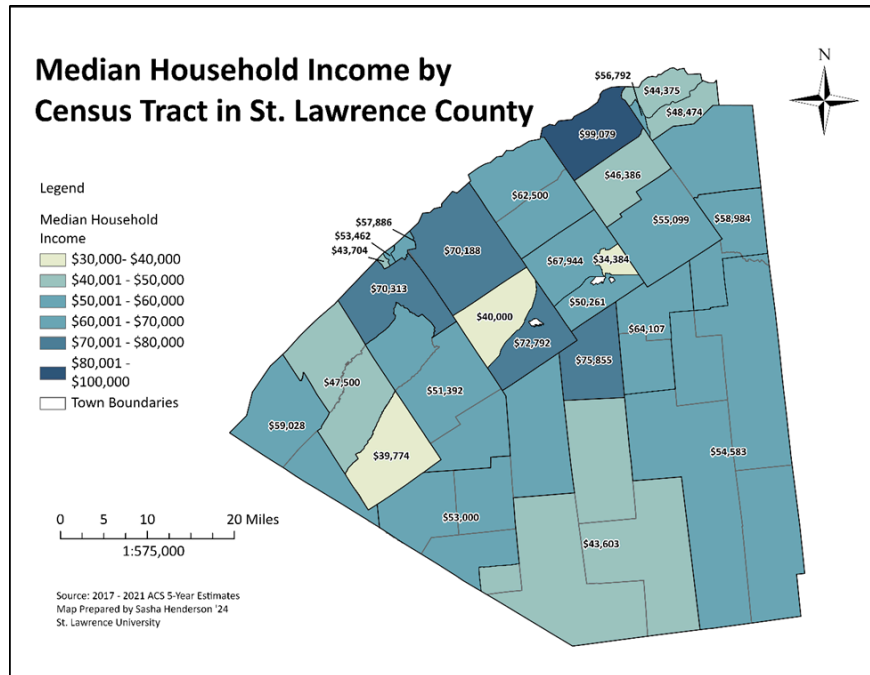 Median Household Income by
Census Tract in St. Lawrence County
N
Legend
Median Household
Income
$30,000- $40,000
$40,001 - $50,000
$50,001 - $60,000
$60,001 - $70,000
$70,001 - $80,000
$80,001 -
$100,000
Town Boundaries
$56,792
$44,375
$48,474
$99,079
$46,386
$62,500
$55,099
$58,984
$57,886
$53,462
$43,704
$70,188
$67,944
$34,384
$70,313
$50,261
$40,000
$64,107
$72,792
$75,855
$47,500
$51,392
$59,028
$39,774
$54,583
$53,000
$43,603
0 5 10 20 Miles
1:575,000
Source: 2017 - 2021 ACS 5-Year Estimates
Map Prepared by Sasha Henderson '24
St. Lawrence University